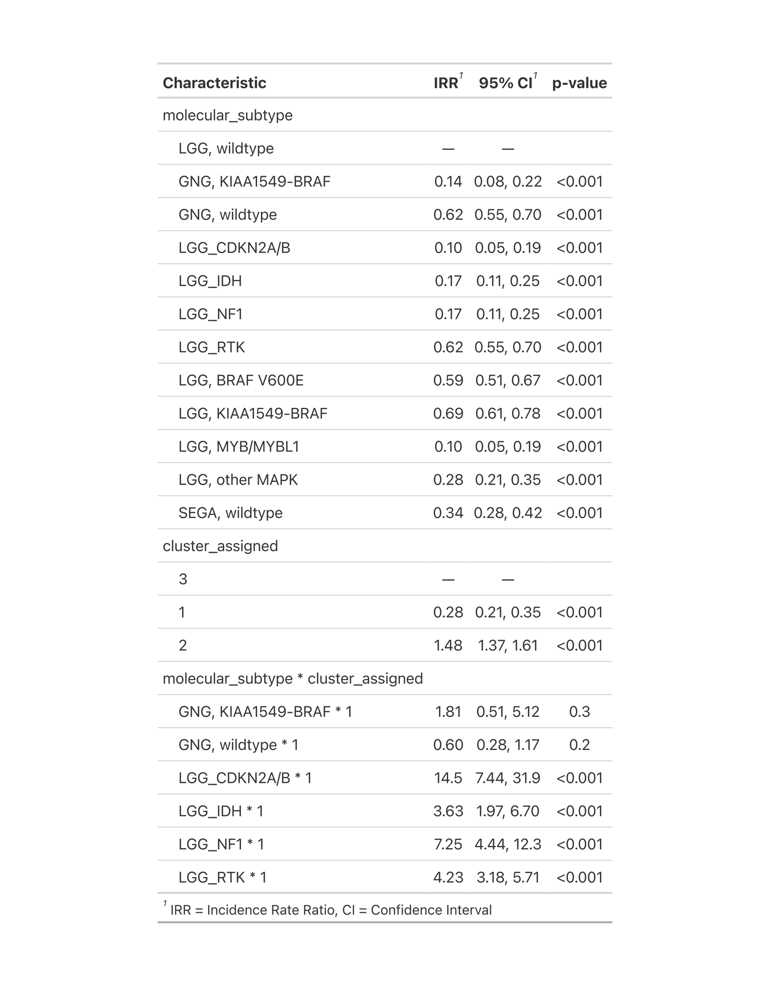 Characteristic IRR1 95% CI1 p-value
molecular_subtype
LGG, wildtype — —
GNG, KIAA1549-BRAF 0.14 0.08, 0.22 <0.001
GNG, wildtype 0.62 0.55, 0.70 <0.001
LGG_CDKN2A/B 0.10 0.05, 0.19 <0.001
LGG_IDH 0.17 0.11, 0.25 <0.001
LGG_NF1 0.17 0.11, 0.25 <0.001
LGG_RTK 0.62 0.55, 0.70 <0.001
LGG, BRAF V600E 0.59 0.51, 0.67 <0.001
LGG, KIAA1549-BRAF 0.69 0.61, 0.78 <0.001
LGG, MYB/MYBL1 0.10 0.05, 0.19 <0.001
LGG, other MAPK 0.28 0.21, 0.35 <0.001
SEGA, wildtype 0.34 0.28, 0.42 <0.001
cluster_assigned
3 — —
1 0.28 0.21, 0.35 <0.001
2 1.48 1.37, 1.61 <0.001
molecular_subtype * cluster_assigned
GNG, KIAA1549-BRAF * 1 1.81 0.51, 5.12 0.3
GNG, wildtype * 1 0.60 0.28, 1.17 0.2
LGG_CDKN2A/B * 1 14.5 7.44, 31.9 <0.001
LGG_IDH * 1 3.63 1.97, 6.70 <0.001
LGG_NF1 * 1 7.25 4.44, 12.3 <0.001
LGG_RTK * 1 4.23 3.18, 5.71 <0.001
1 IRR = Incidence Rate Ratio, CI = Confidence Interval